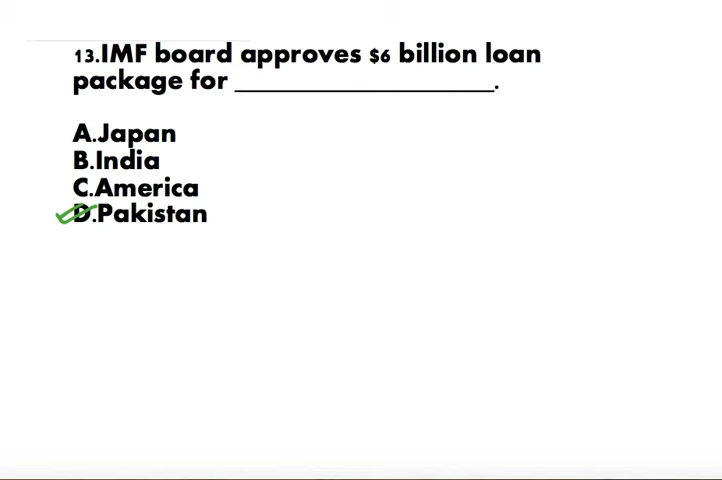 13.IMF board approves $6 billion loan
package for ____________________.
A.Japan
B.India
C.America
D.Pakistan